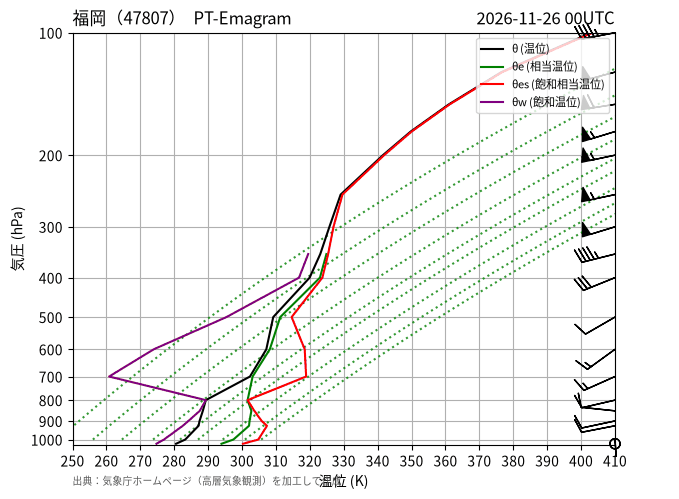 福岡（47807） PT-Emagram
2026-11-26 00UTC
θ (温位)
θe (相当温位)
θes (飽和相当温位)
θw (飽和温位)
気圧 (hPa)
100
200
300
400
500
600
700
800
900
1000
250 260 270 280 290 300 310 320 330 340 350 360 370 380 390 400 410
温位 (K)
出典：気象庁ホームページ（高層気象観測）を加工して